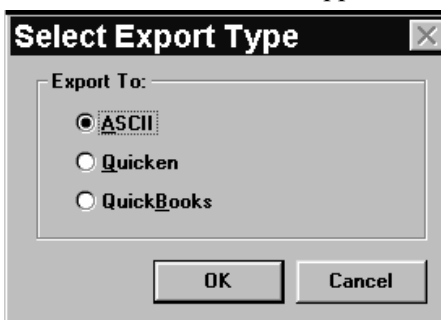 Select Export Type
Export To:
ASCII
Quicken
QuickBooks
OK Cancel